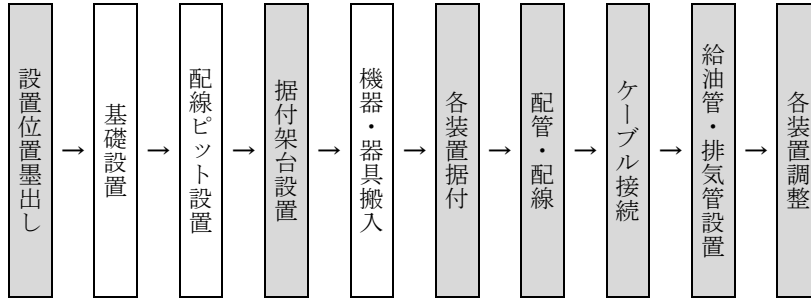 設置位置墨出し
→
基礎設置
→
配線ピット設置
→
据付架台設置
→
機器・器具搬入
→
各装置据付
→
配管・配線
→
ケーブル接続
→
給油管・排気管設置
→
各装置調整